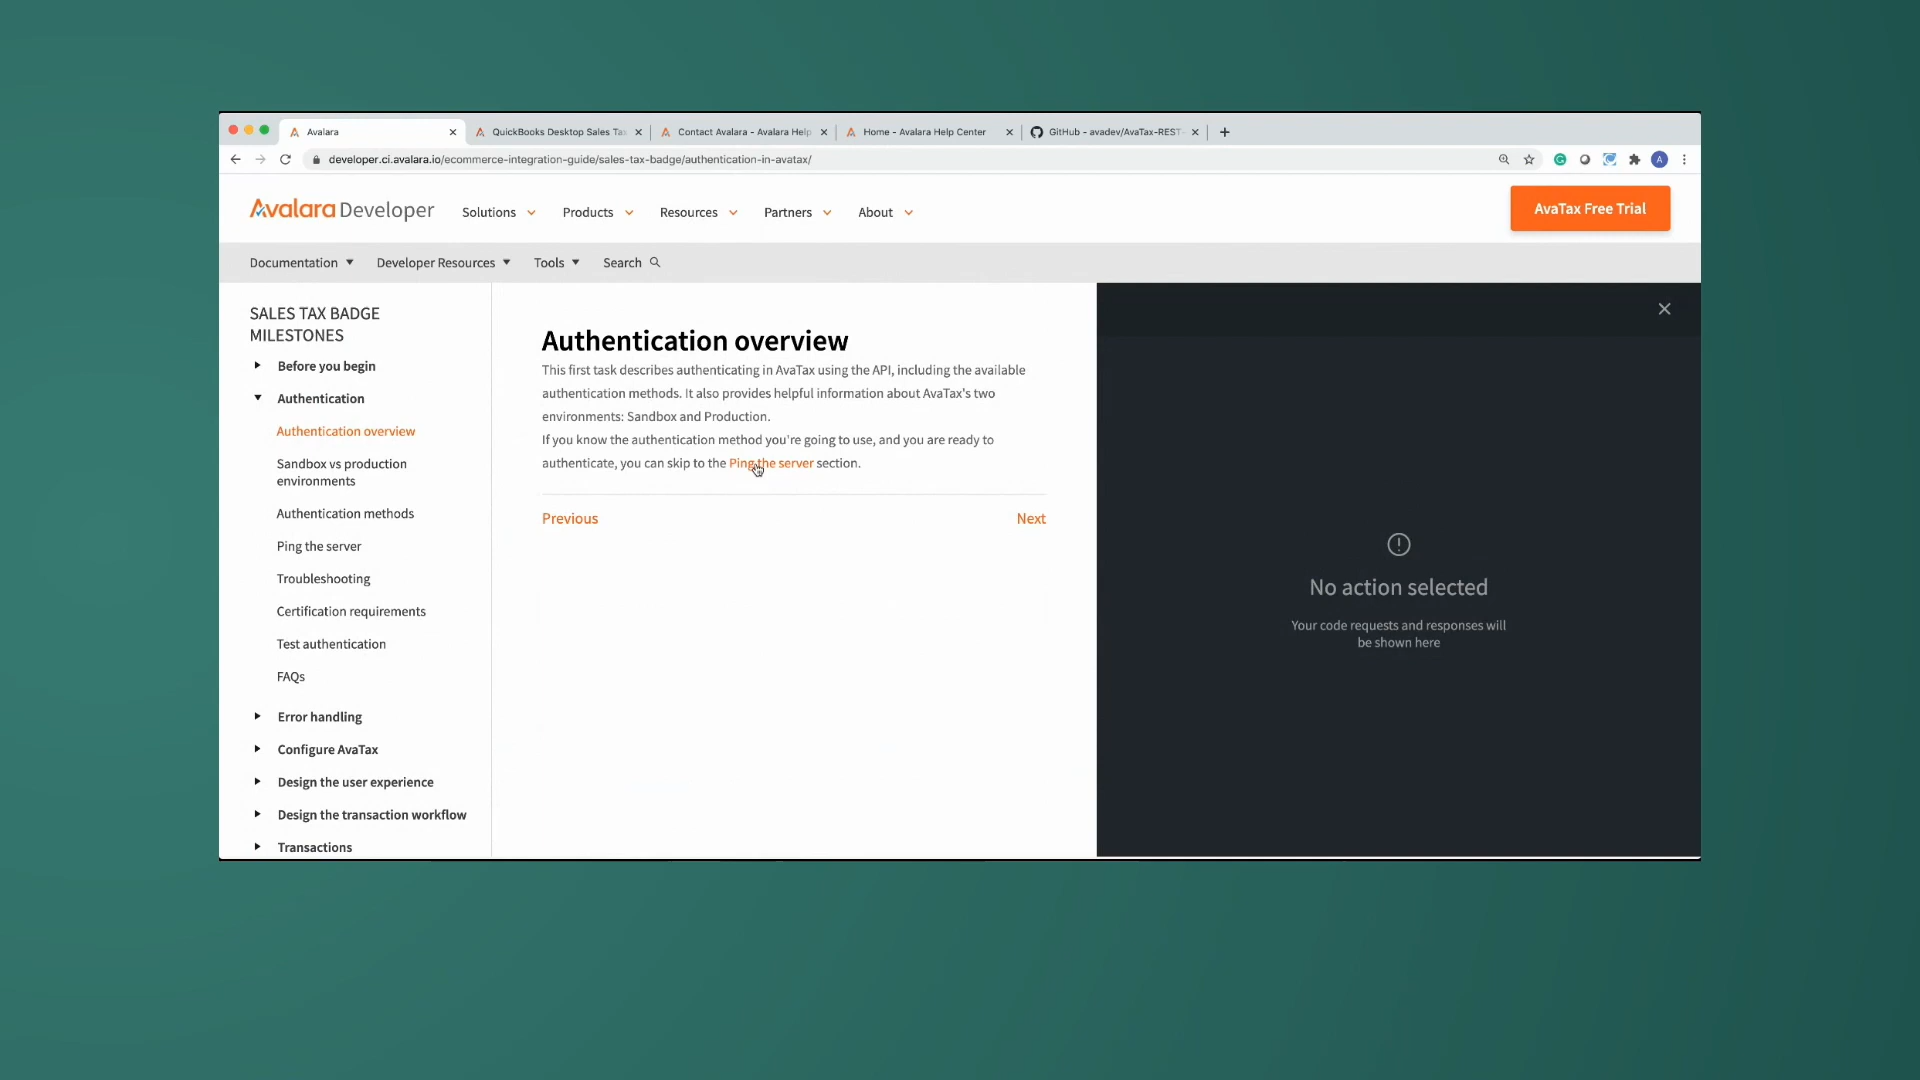 Avalara
QuickBooks Desktop Sales Tax
Contact Avalara - Avalara Help
Home - Avalara Help Center
GitHub - avadev/AvaTax-REST-
developer.ci.avalara.io/ecommerce-integration-guide/sales-tax-badge/authentication-in-avatax/
A
Avalara Developer
Solutions
Products
Resources
Partners
About
AvaTax Free Trial
Documentation
Developer Resources
Tools
Search
SALES TAX BADGE
MILESTONES
Before you begin
Authentication
Authentication overview
Sandbox vs production
environments
Authentication methods
Ping the server
Troubleshooting
Certification requirements
Test authentication
FAQs
Error handling
Configure AvaTax
Design the user experience
Design the transaction workflow
Transactions
Authentication overview
This first task describes authenticating in AvaTax using the API, including the available
authentication methods. It also provides helpful information about AvaTax's two
environments: Sandbox and Production.
If you know the authentication method you're going to use, and you are ready to
authenticate, you can skip to the Ping the server section.
Previous
Next
No action selected
Your code requests and responses will
be shown here